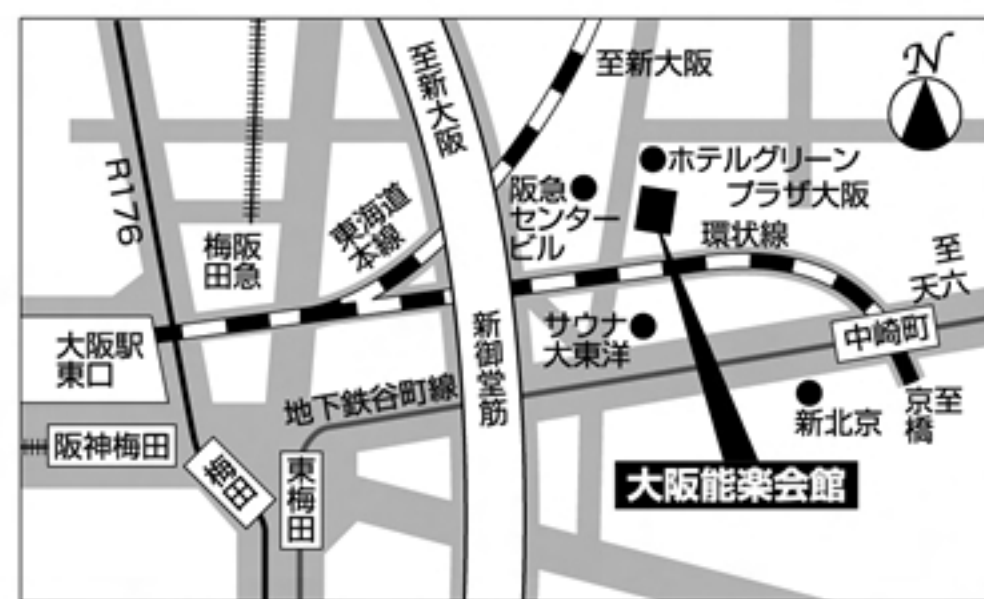 至新大阪
至新大阪
N
ホテルグリーン
プラザ大阪
R176
阪急
センター
ビル
東海道
本線
阪急
梅田
環状線
至
天六
大阪駅
東口
新御堂筋
サウナ
大東洋
中崎町
地下鉄谷町線
新北京
至
京橋
阪神梅田
梅田
東梅田
大阪能楽会館